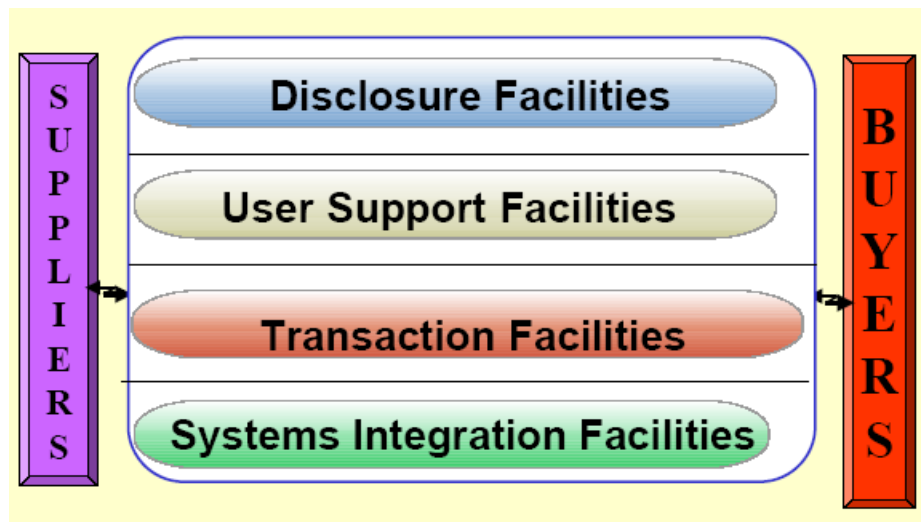 SUPPLIERS
Disclosure Facilities
User Support Facilities
Transaction Facilities
Systems Integration Facilities
BUYERS